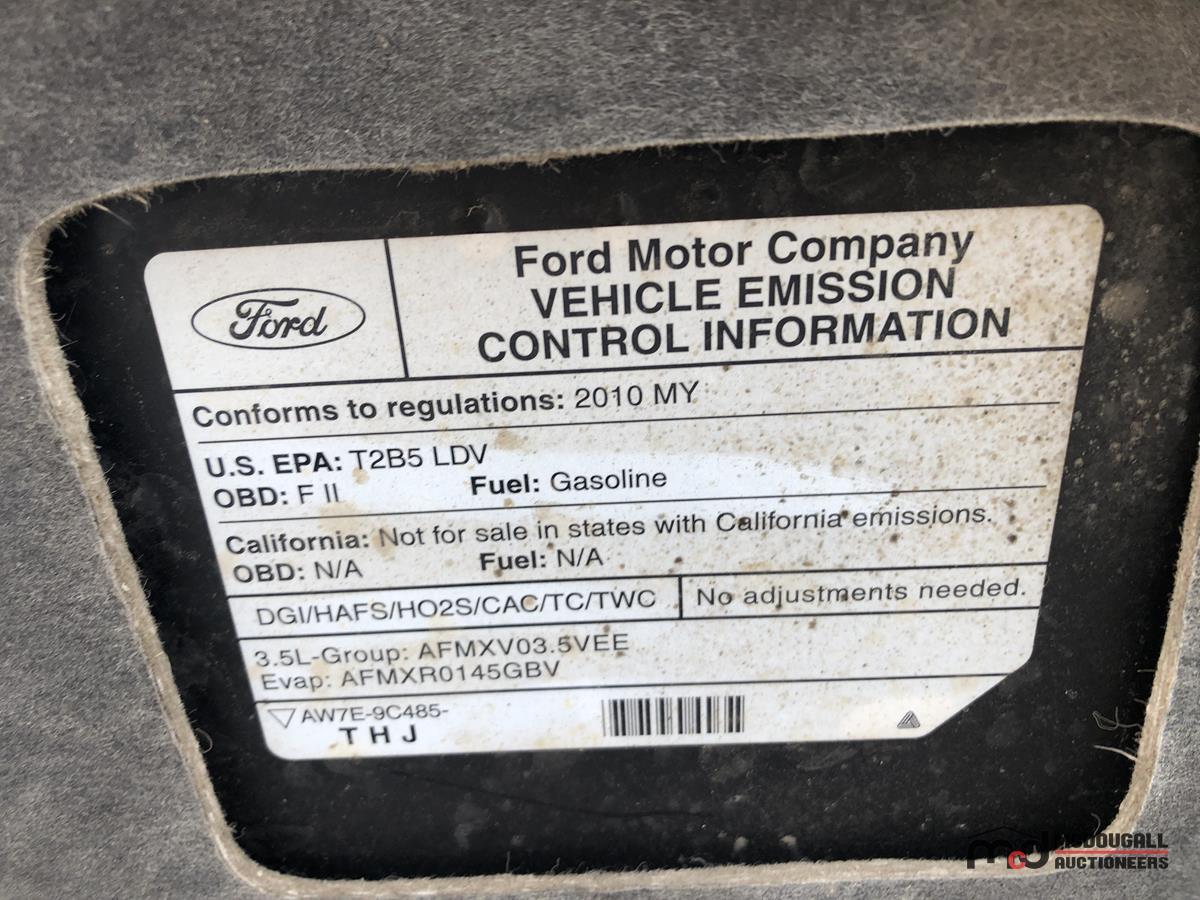 Ford
Ford Motor Company
VEHICLE EMISSION
CONTROL INFORMATION
Conforms to regulations: 2010 MY
U.S. EPA: T2B5 LDV
OBD: F II Fuel: Gasoline
California: Not for sale in states with California emissions.
OBD: N/A Fuel: N/A
DGI/HAFS/HO2S/CAC/TC/TWC No adjustments needed.
3.5L-Group: AFMXV03.5VEE
Evap: AFMXR0145GBV
AW7E-9C485-
THJ
McD MCDOUGALL
AUCTIONEERS